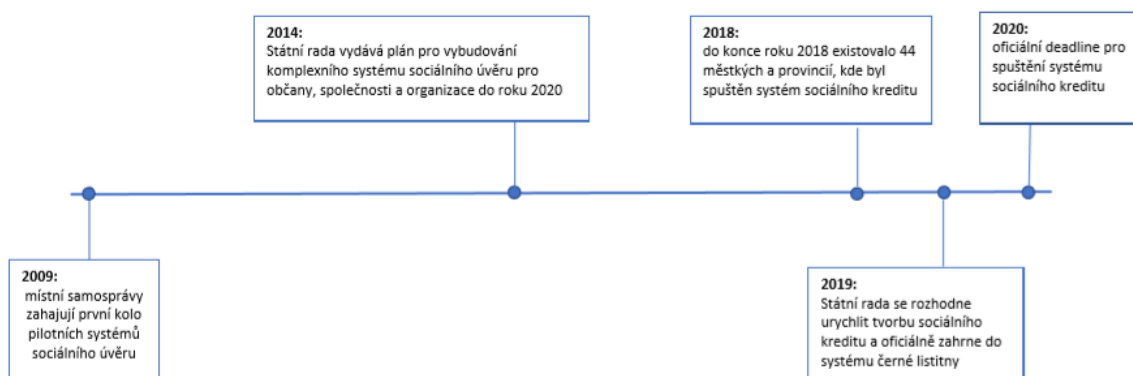 2014:
Státní rada vydává plán pro vybudování
komplexního systému sociálního úvěru pro
občany, společnosti a organizace do roku 2020
2018:
do konce roku 2018 existovalo 44
městkých a provincií, kde byl
spuštěn systém sociálního kreditu
2020:
oficiální deadline pro
spuštění systému
sociálního kreditu
2009:
místní samosprávy
zahajují první kolo
pilotních systémů
sociálního úvěru
2019:
Státní rada se rozhodne
urychlit tvorbu sociálního
kreditu a oficiálně zahrne do
systému černé listitny